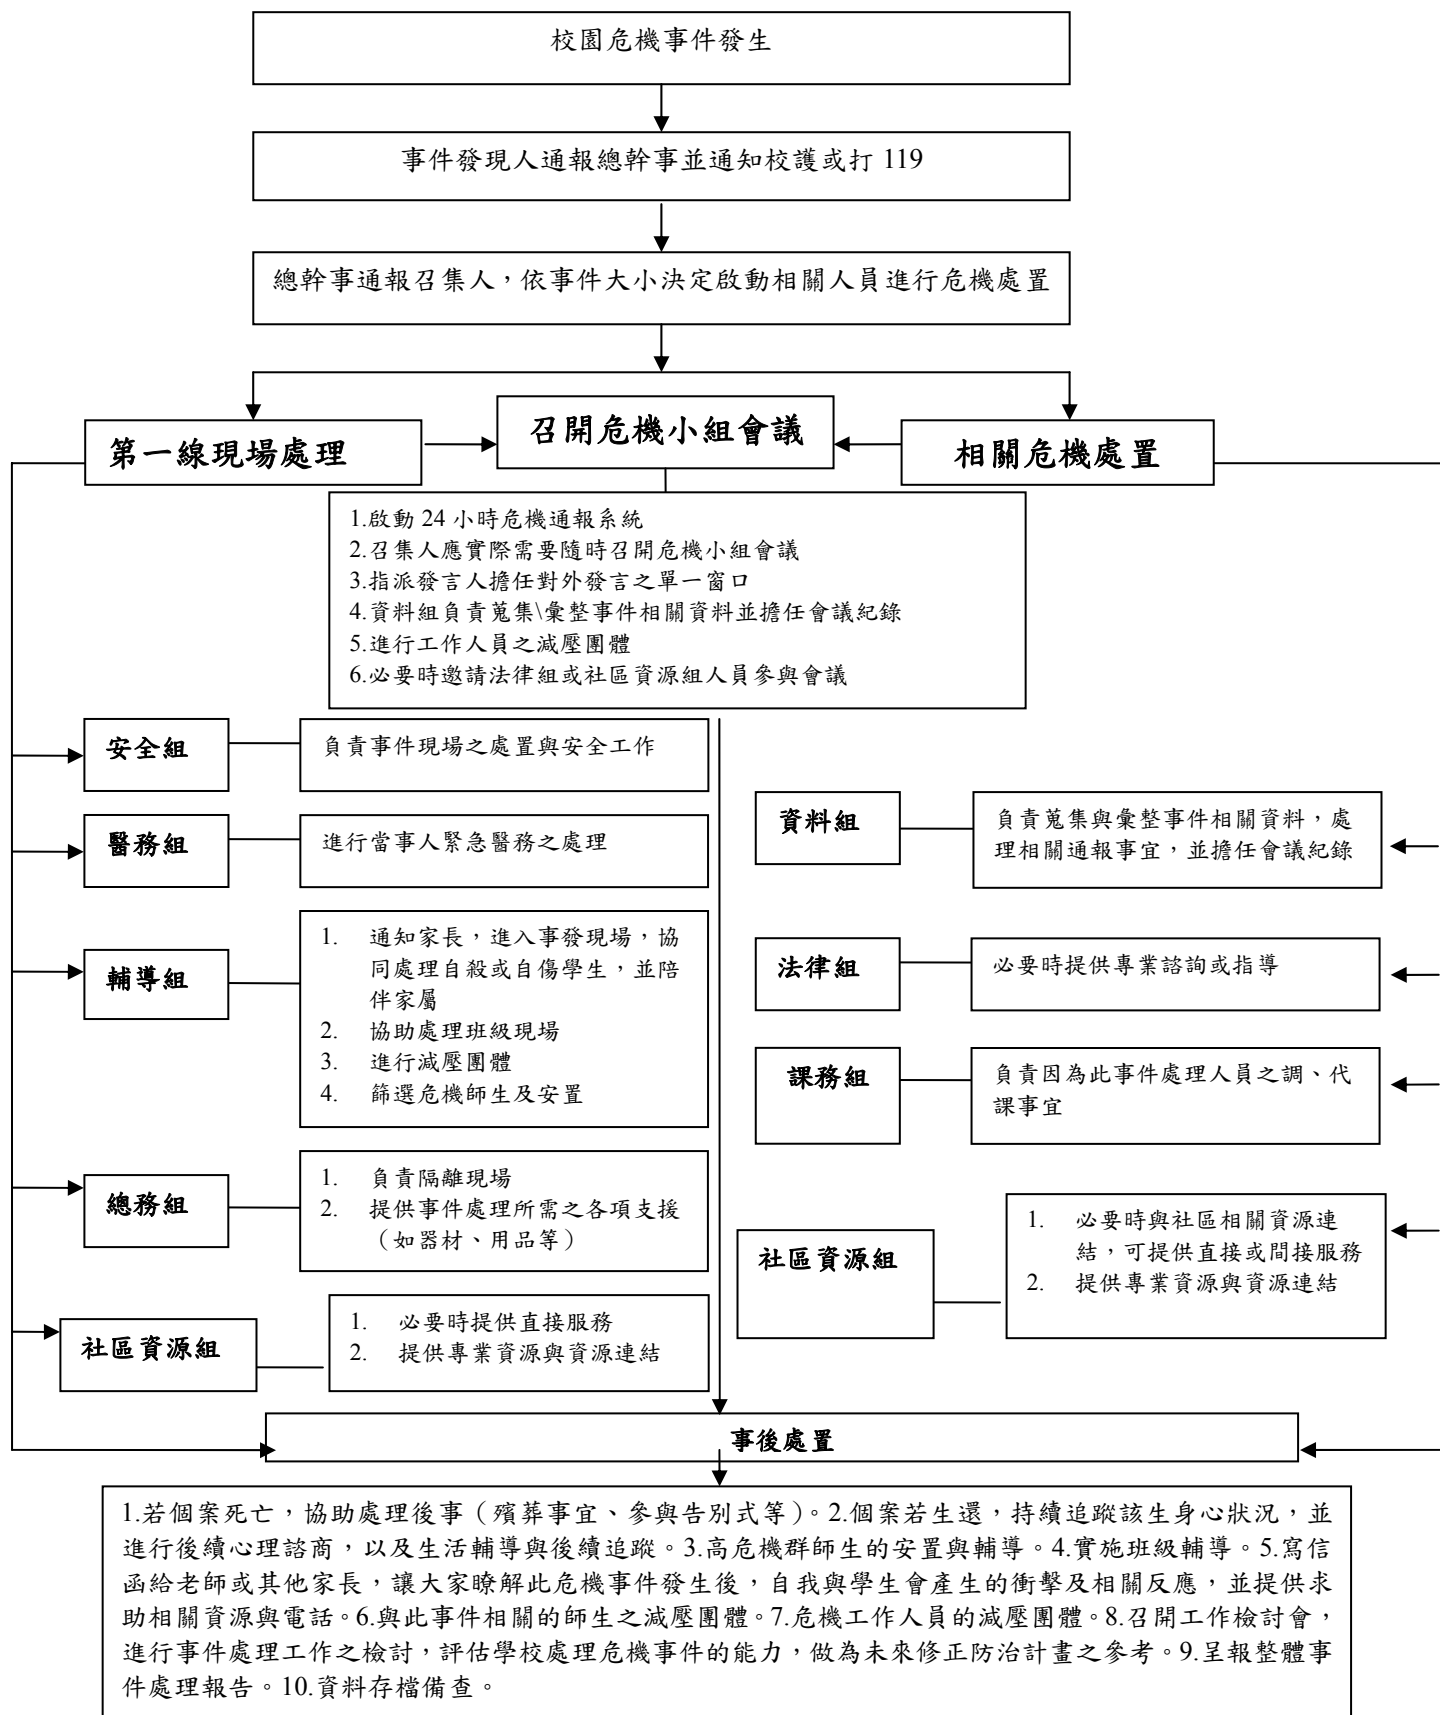 校園危機事件發生
事件發現人通報總幹事並通知校護或打 119
總幹事通報召集人，依事件大小決定啟動相關人員進行危機處置
第一線現場處理
召開危機小組會議
相關危機處置
1.啟動 24 小時危機通報系統
2.召集人應實際需要隨時召開危機小組會議
3.指派發言人擔任對外發言之單一窗口
4.資料組負責蒐集\彙整事件相關資料並擔任會議紀錄
5.進行工作人員之減壓團體
6.必要時邀請法律組或社區資源組人員參與會議
安全組
負責事件現場之處置與安全工作
醫務組
進行當事人緊急醫務之處理
輔導組
1. 通知家長，進入事發現場，協
同處理自殺或自傷學生，並陪
伴家屬
2. 協助處理班級現場
3. 進行減壓團體
4. 篩選危機師生及安置
總務組
1. 負責隔離現場
2. 提供事件處理所需之各項支援
（如器材、用品等）
社區資源組
1. 必要時提供直接服務
2. 提供專業資源與資源連結
資料組
負責蒐集與彙整事件相關資料，處
理相關通報事宜，並擔任會議紀錄
法律組
必要時提供專業諮詢或指導
課務組
負責因為此事件處理人員之調、代
課事宜
社區資源組
1. 必要時與社區相關資源連
結，可提供直接或間接服務
2. 提供專業資源與資源連結
事後處置
1.若個案死亡，協助處理後事（殯葬事宜、參與告別式等）。2.個案若生還，持續追蹤該生身心狀況，並
進行後續心理諮商，以及生活輔導與後續追蹤。3.高危機群師生的安置與輔導。4.實施班級輔導。5.寫信
函給老師或其他家長，讓大家瞭解此危機事件發生後，自我與學生會產生的衝擊及相關反應，並提供求
助相關資源與電話。6.與此事件相關的師生之減壓團體。7.危機工作人員的減壓團體。8.召開工作檢討會，
進行事件處理工作之檢討，評估學校處理危機事件的能力，做為未來修正防治計畫之參考。9.呈報整體事
件處理報告。10.資料存檔備查。